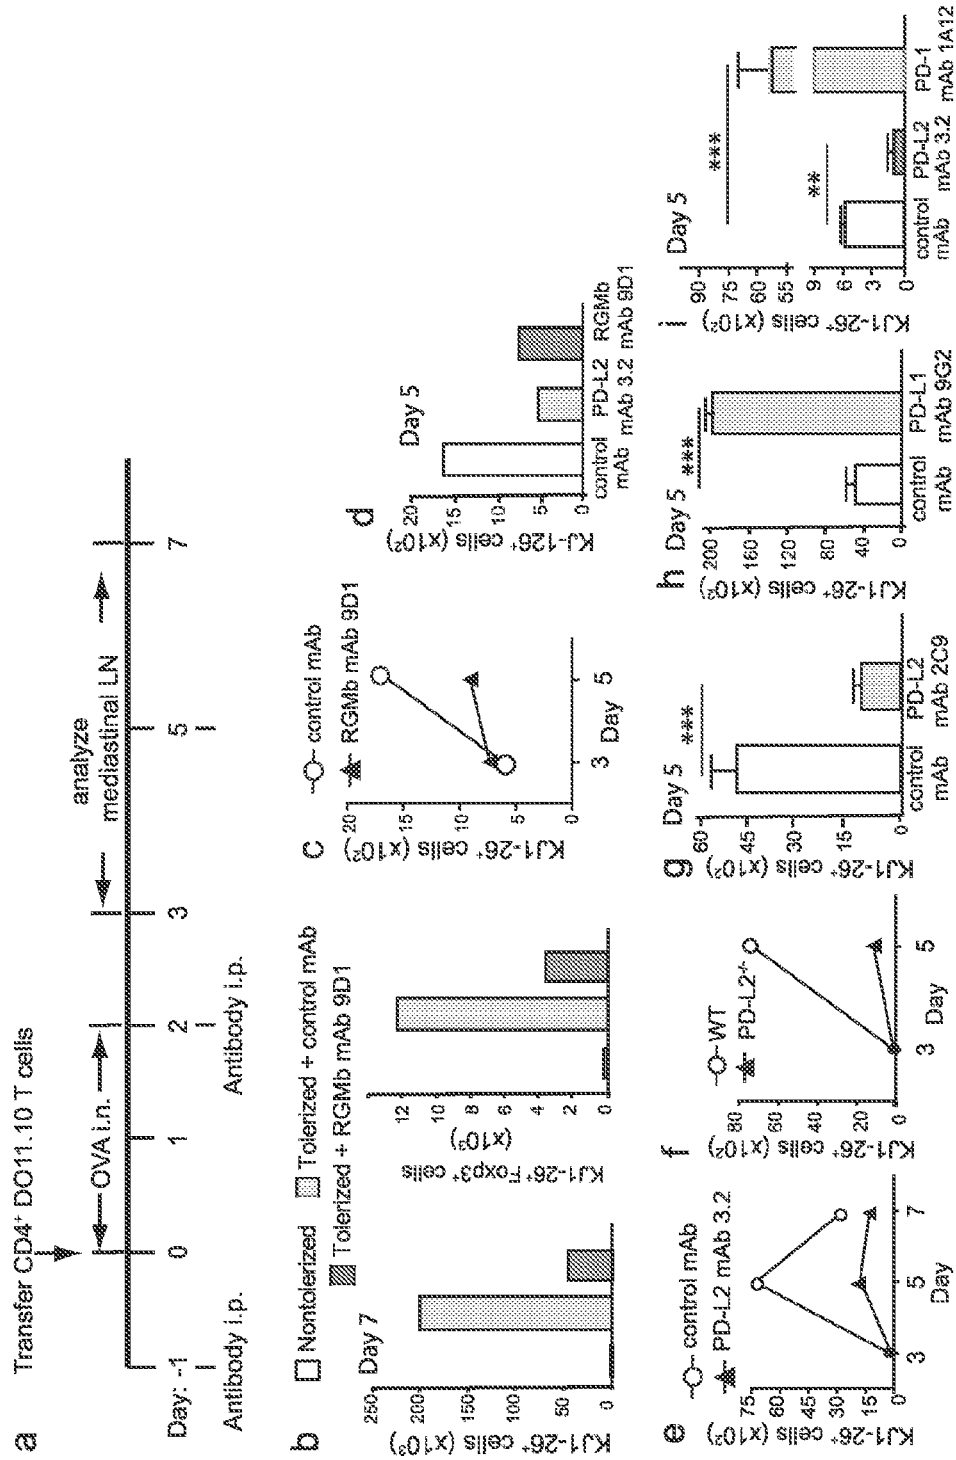 a
Transfer CD4+ DO11.10 T cells
OVA i.n.
analyze
mediastinal LN
Day: -1
0
1
2
3
5
7
Antibody i.p.
Antibody i.p.
b
Nontolerized
Tolerized + control mAb
Tolerized + RGMb mAb 9D1
Day 7
KJ1-26+ cells (x10³)
250
200
150
100
50
0
KJ1-26+Foxp3+ cells
(x10³)
12
10
8
6
4
2
0
c
control mAb
RGMb mAb 9D1
KJ1-26+ cells (x10³)
20
15
10
5
0
3
5
Day
d
Day 5
KJ-126+ cells (x10³)
20
15
10
5
0
control
mAb
PD-L2
mAb 3.2
RGMb
mAb 9D1
e
control mAb
PD-L2 mAb 3.2
KJ1-26+ cells (x10³)
75
60
45
30
15
0
3
5
7
Day
f
WT
PD-L2-/-
KJ1-26+ cells (x10³)
80
60
40
20
0
3
5
Day
g
Day 5
KJ1-26+ cells (x10³)
60
45
30
15
0
***
control
mAb
PD-L2
mAb 2C9
h
Day 5
KJ1-26+ cells (x10³)
200
160
120
80
40
0
***
control
mAb
PD-L1
mAb 9G2
i
Day 5
KJ1-26+ cells (x10³)
90
75
60
55
9
6
3
0
***
**
control
mAb
PD-L2
mAb 3.2
PD-1
mAb 1A12